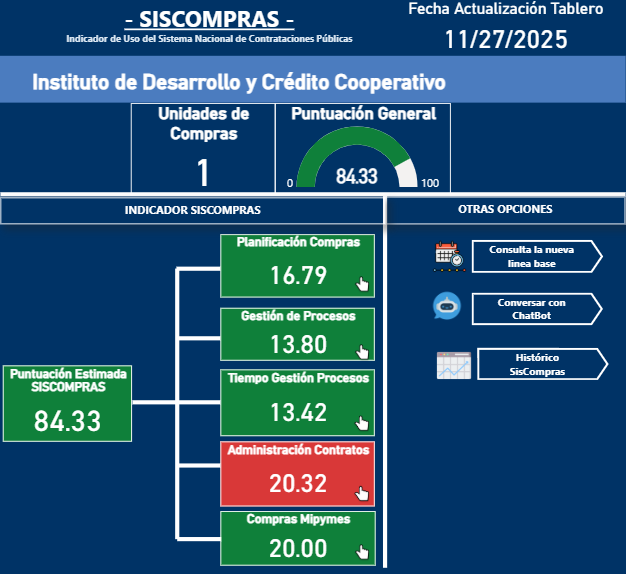 - SISCOMPRAS -
Indicador de Uso del Sistema Nacional de Contrataciones Públicas
Fecha Actualización Tablero
11/27/2025
Instituto de Desarrollo y Crédito Cooperativo
Unidades de
Compras
1
Puntuación General
84.33
0
100
INDICADOR SISCOMPRAS
OTRAS OPCIONES
Puntuación Estimada
SISCOMPRAS
84.33
Planificación Compras
16.79
Gestión de Procesos
13.80
Tiempo Gestión Procesos
13.42
Administración Contratos
20.32
Compras Mipymes
20.00
Consulta la nueva
linea base
Conversar con
ChatBot
Histórico
SisCompras